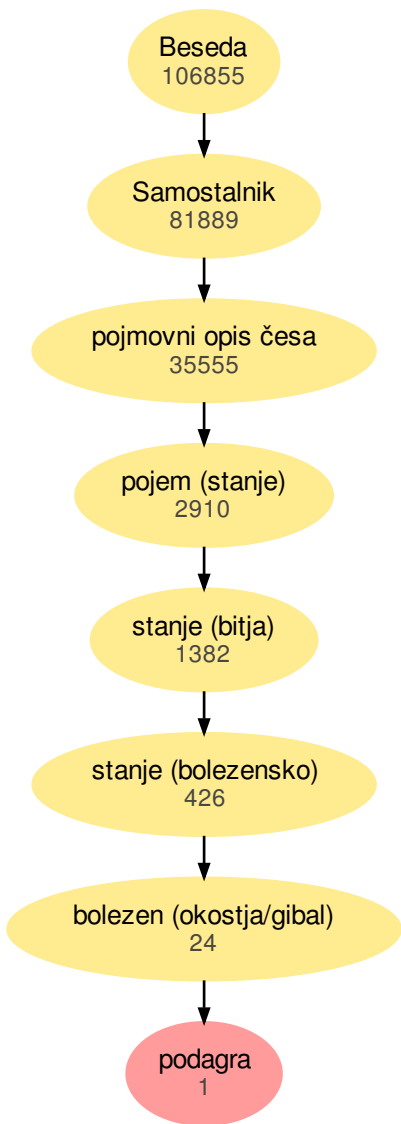 Beseda
106855
Samostalnik
81889
pojmovni opis česa
35555
pojem (stanje)
2910
stanje (bitja)
1382
stanje (bolezensko)
426
bolezen (okostja/gibal)
24
podagra
1